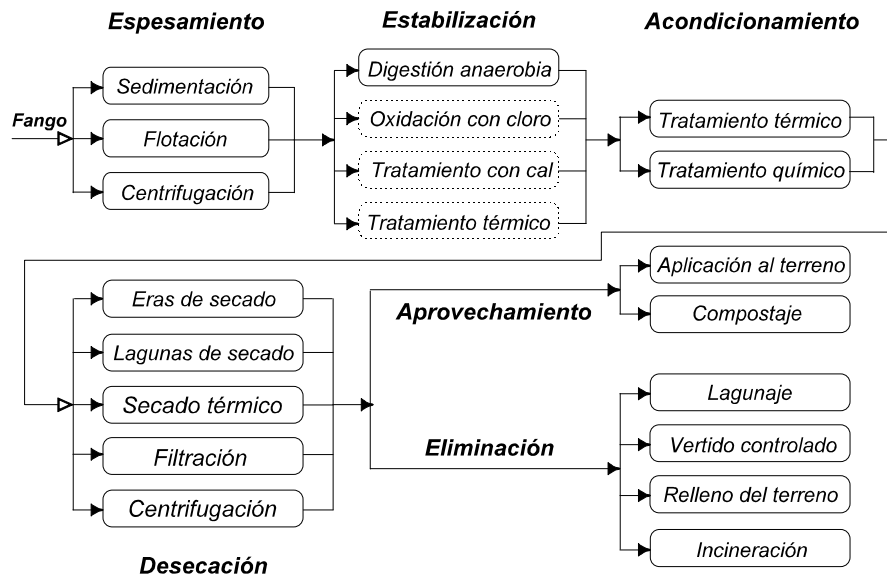 Espesamiento
Estabilización
Acondicionamiento
Fango
Sedimentación
Flotación
Centrifugación
Digestión anaerobia
Oxidación con cloro
Tratamiento con cal
Tratamiento térmico
Tratamiento térmico
Tratamiento químico
Eras de secado
Lagunas de secado
Secado térmico
Filtración
Centrifugación
Desecación
Aprovechamiento
Aplicación al terreno
Compostaje
Eliminación
Lagunaje
Vertido controlado
Relleno del terreno
Incineración